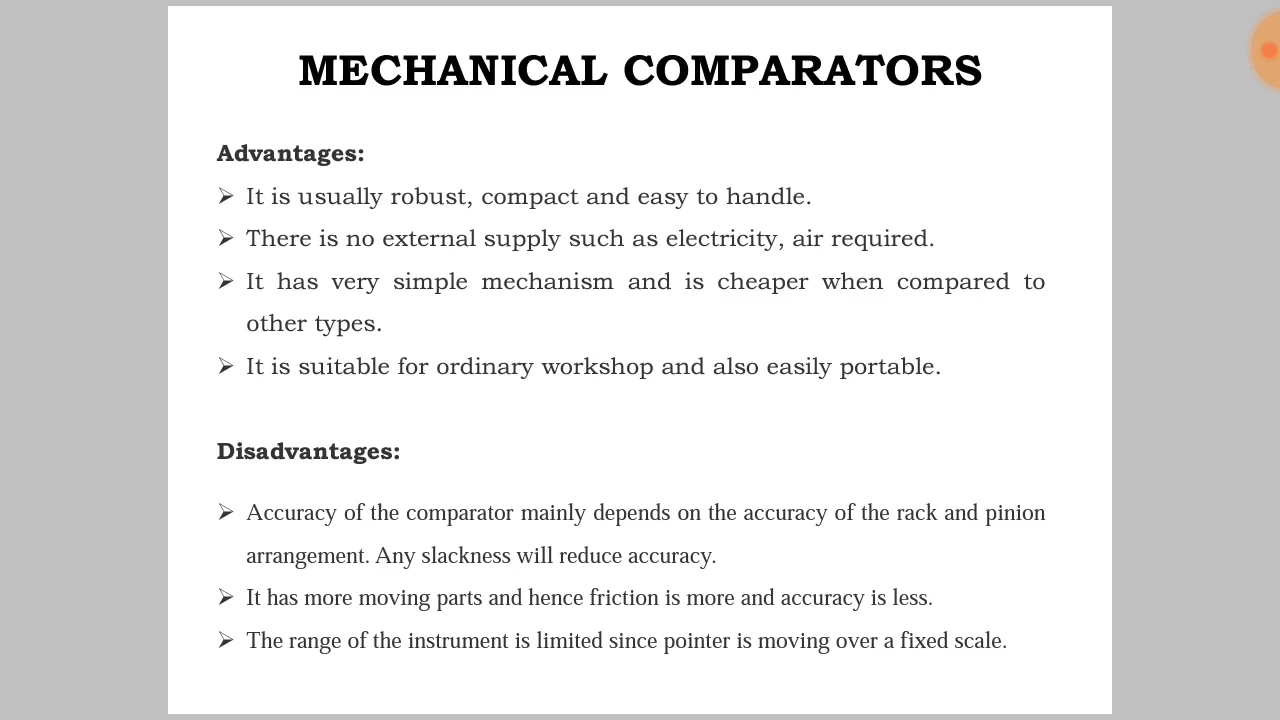 MECHANICAL COMPARATORS
Advantages:
➢ It is usually robust, compact and easy to handle.
➢ There is no external supply such as electricity, air required.
➢ It has very simple mechanism and is cheaper when compared to
other types.
➢ It is suitable for ordinary workshop and also easily portable.
Disadvantages:
➢ Accuracy of the comparator mainly depends on the accuracy of the rack and pinion
arrangement. Any slackness will reduce accuracy.
➢ It has more moving parts and hence friction is more and accuracy is less.
➢ The range of the instrument is limited since pointer is moving over a fixed scale.